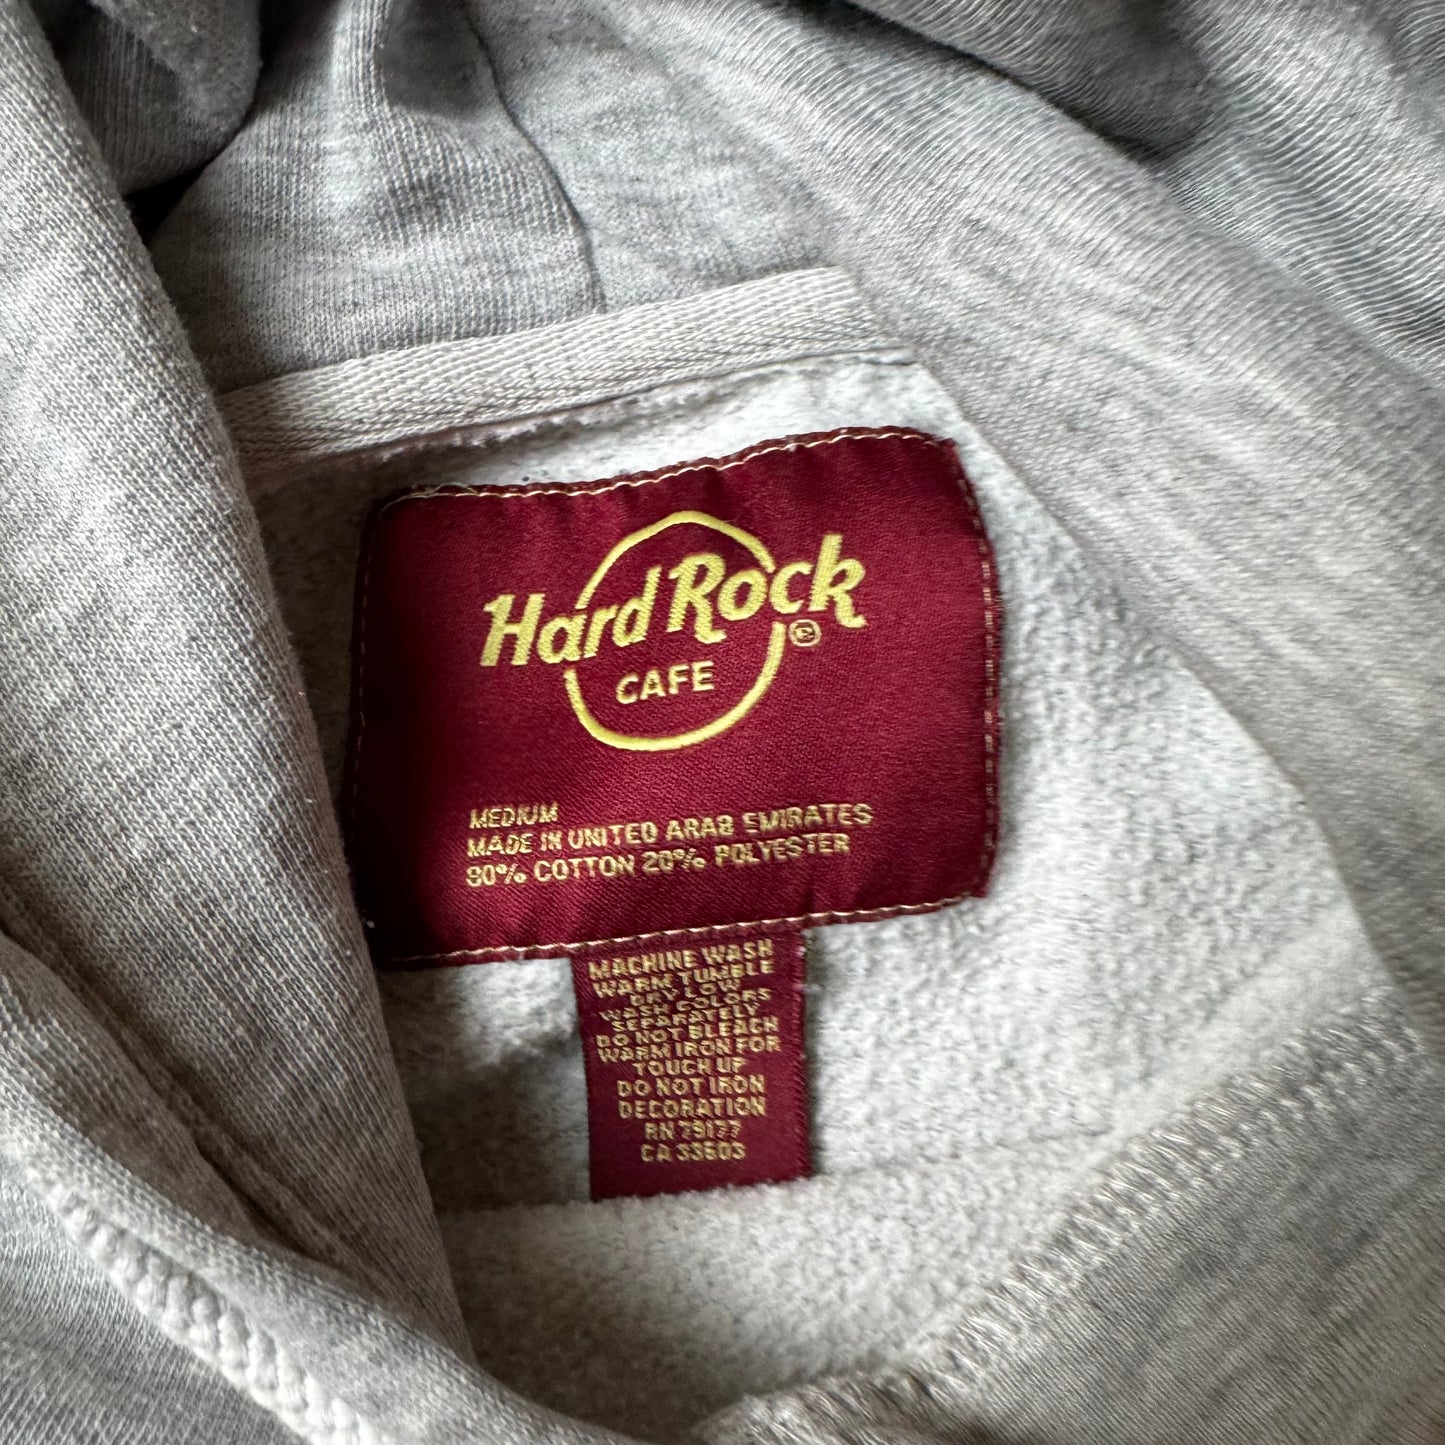 Hard Rock
CAFE
®
MEDIUM
MADE IN UNITED ARAB EMIRATES
80% COTTON 20% POLYESTER
MACHINE WASH
WARM TUMBLE
DRY LOW
WASH COLORS
SEPARATELY
DO NOT BLEACH
WARM IRON FOR
TOUCH UP
DO NOT IRON
DECORATION
RN 79177
CA 33603